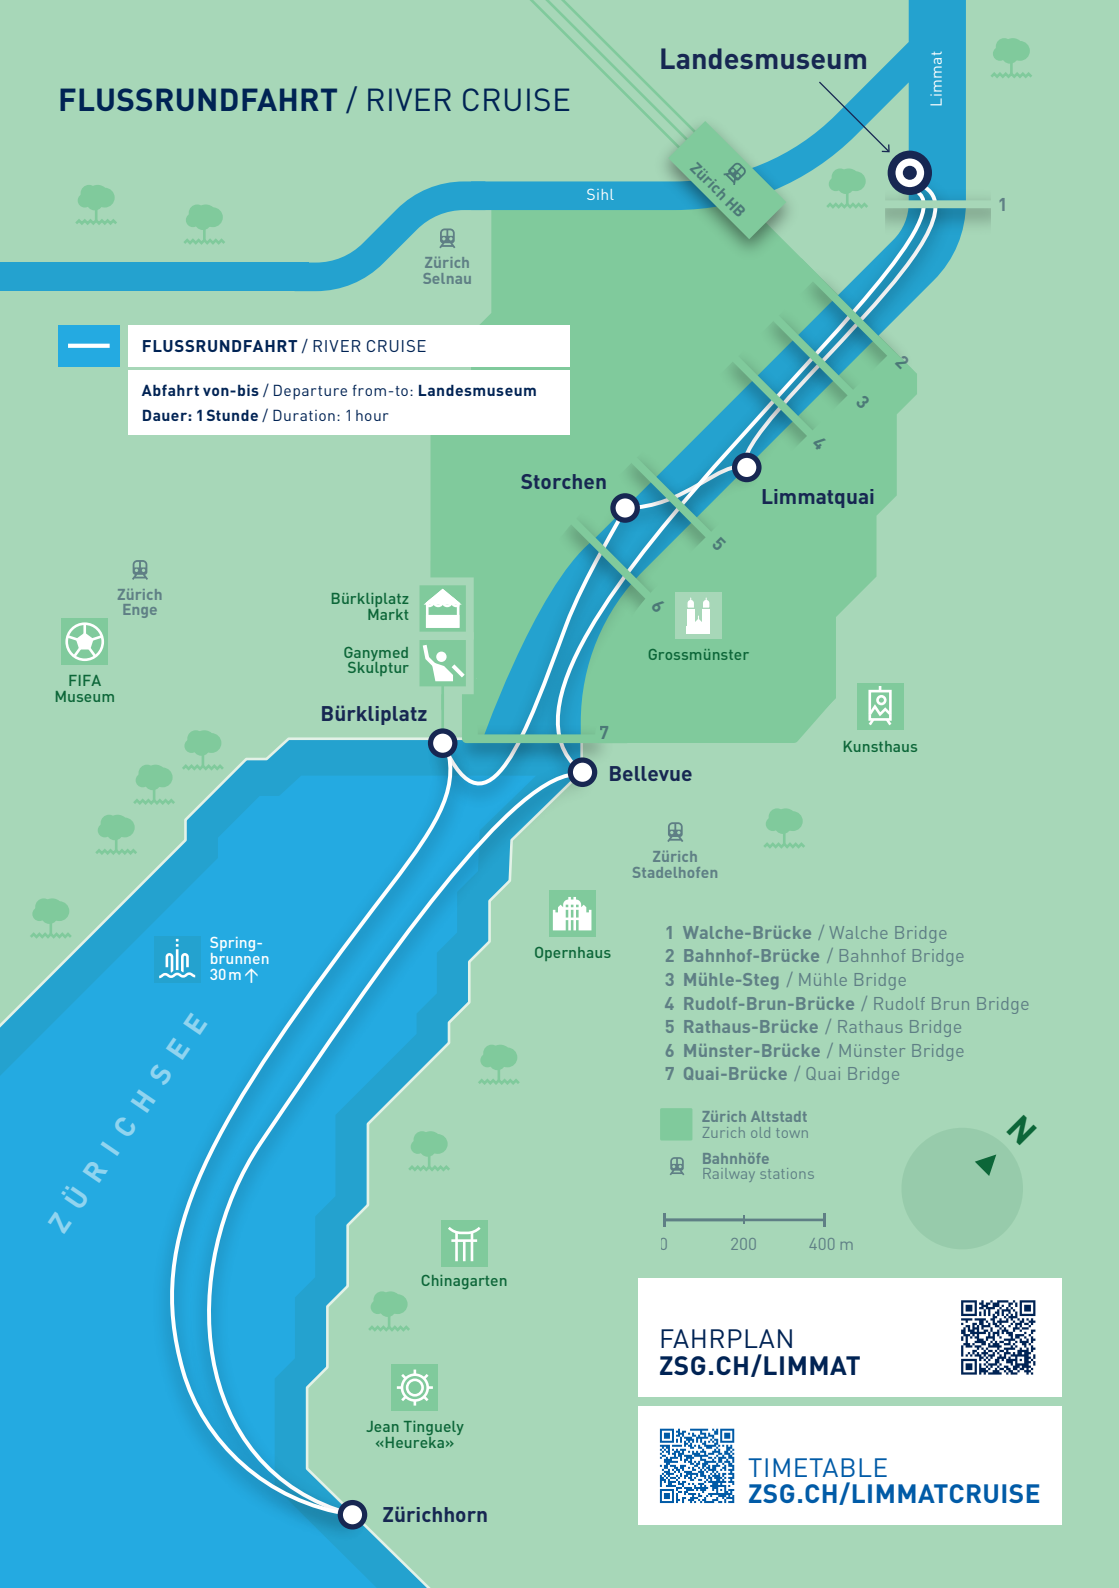 Landesmuseum
Limmat
FLUSSRUNDFAHRT / RIVER CRUISE
Zürich HB
Sihl
1
Zürich
Selnau
FLUSSRUNDFAHRT / RIVER CRUISE
Abfahrt von-bis / Departure from-to: Landesmuseum
Dauer: 1 Stunde / Duration: 1 hour
2
3
4
Storchen
Limmatquai
5
6
Zürich
Enge
Bürkliplatz
Markt
Ganymed
Skulptur
Grossmünster
FIFA
Museum
Bürkliplatz
7
Kunsthaus
Bellevue
Zürich
Stadelhofen
Opernhaus
Spring-
brunnen
30 m
ZÜRICHSEE
1 Walche-Brücke / Walche Bridge
2 Bahnhof-Brücke / Bahnhof Bridge
3 Mühle-Steg / Mühle Bridge
4 Rudolf-Brun-Brücke / Rudolf Brun Bridge
5 Rathaus-Brücke / Rathaus Bridge
6 Münster-Brücke / Münster Bridge
7 Quai-Brücke / Quai Bridge
Zürich Altstadt
Zurich old town
Bahnhöfe
Railway stations
N
0 200 400 m
Chinagarten
Jean Tinguely
«Heureka»
Zürichhorn
FAHRPLAN
ZSG.CH/LIMMAT
TIMETABLE
ZSG.CH/LIMMATCRUISE